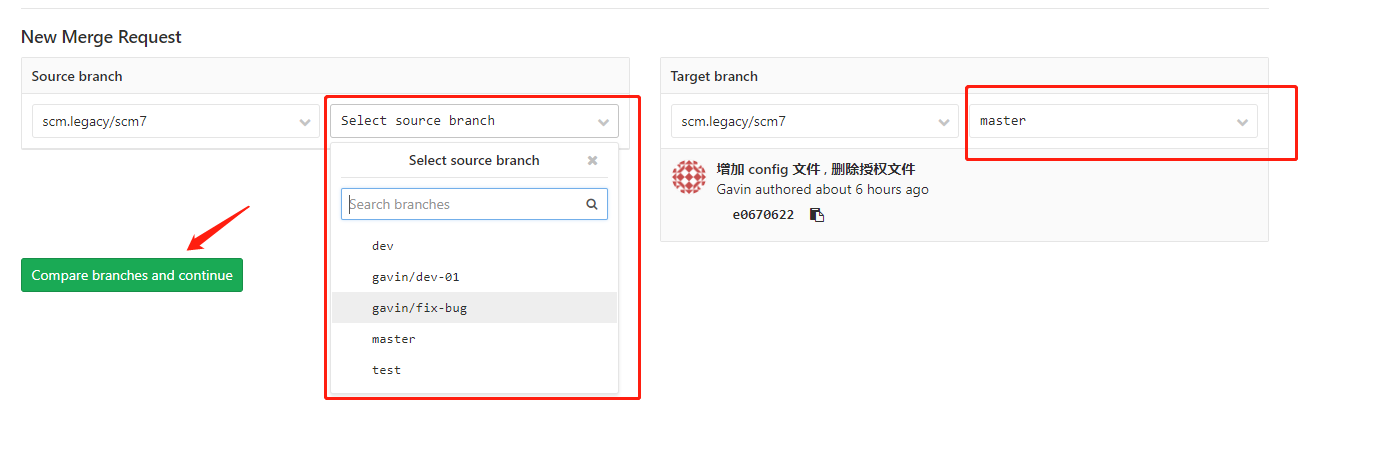 New Merge Request
Source branch
scm.legacy/scm7
Select source branch
Select source branch
Search branches
dev
gavin/dev-01
gavin/fix-bug
master
test
Compare branches and continue
Target branch
scm.legacy/scm7
master
增加 config 文件 , 删除授权文件
Gavin authored about 6 hours ago
e0670622